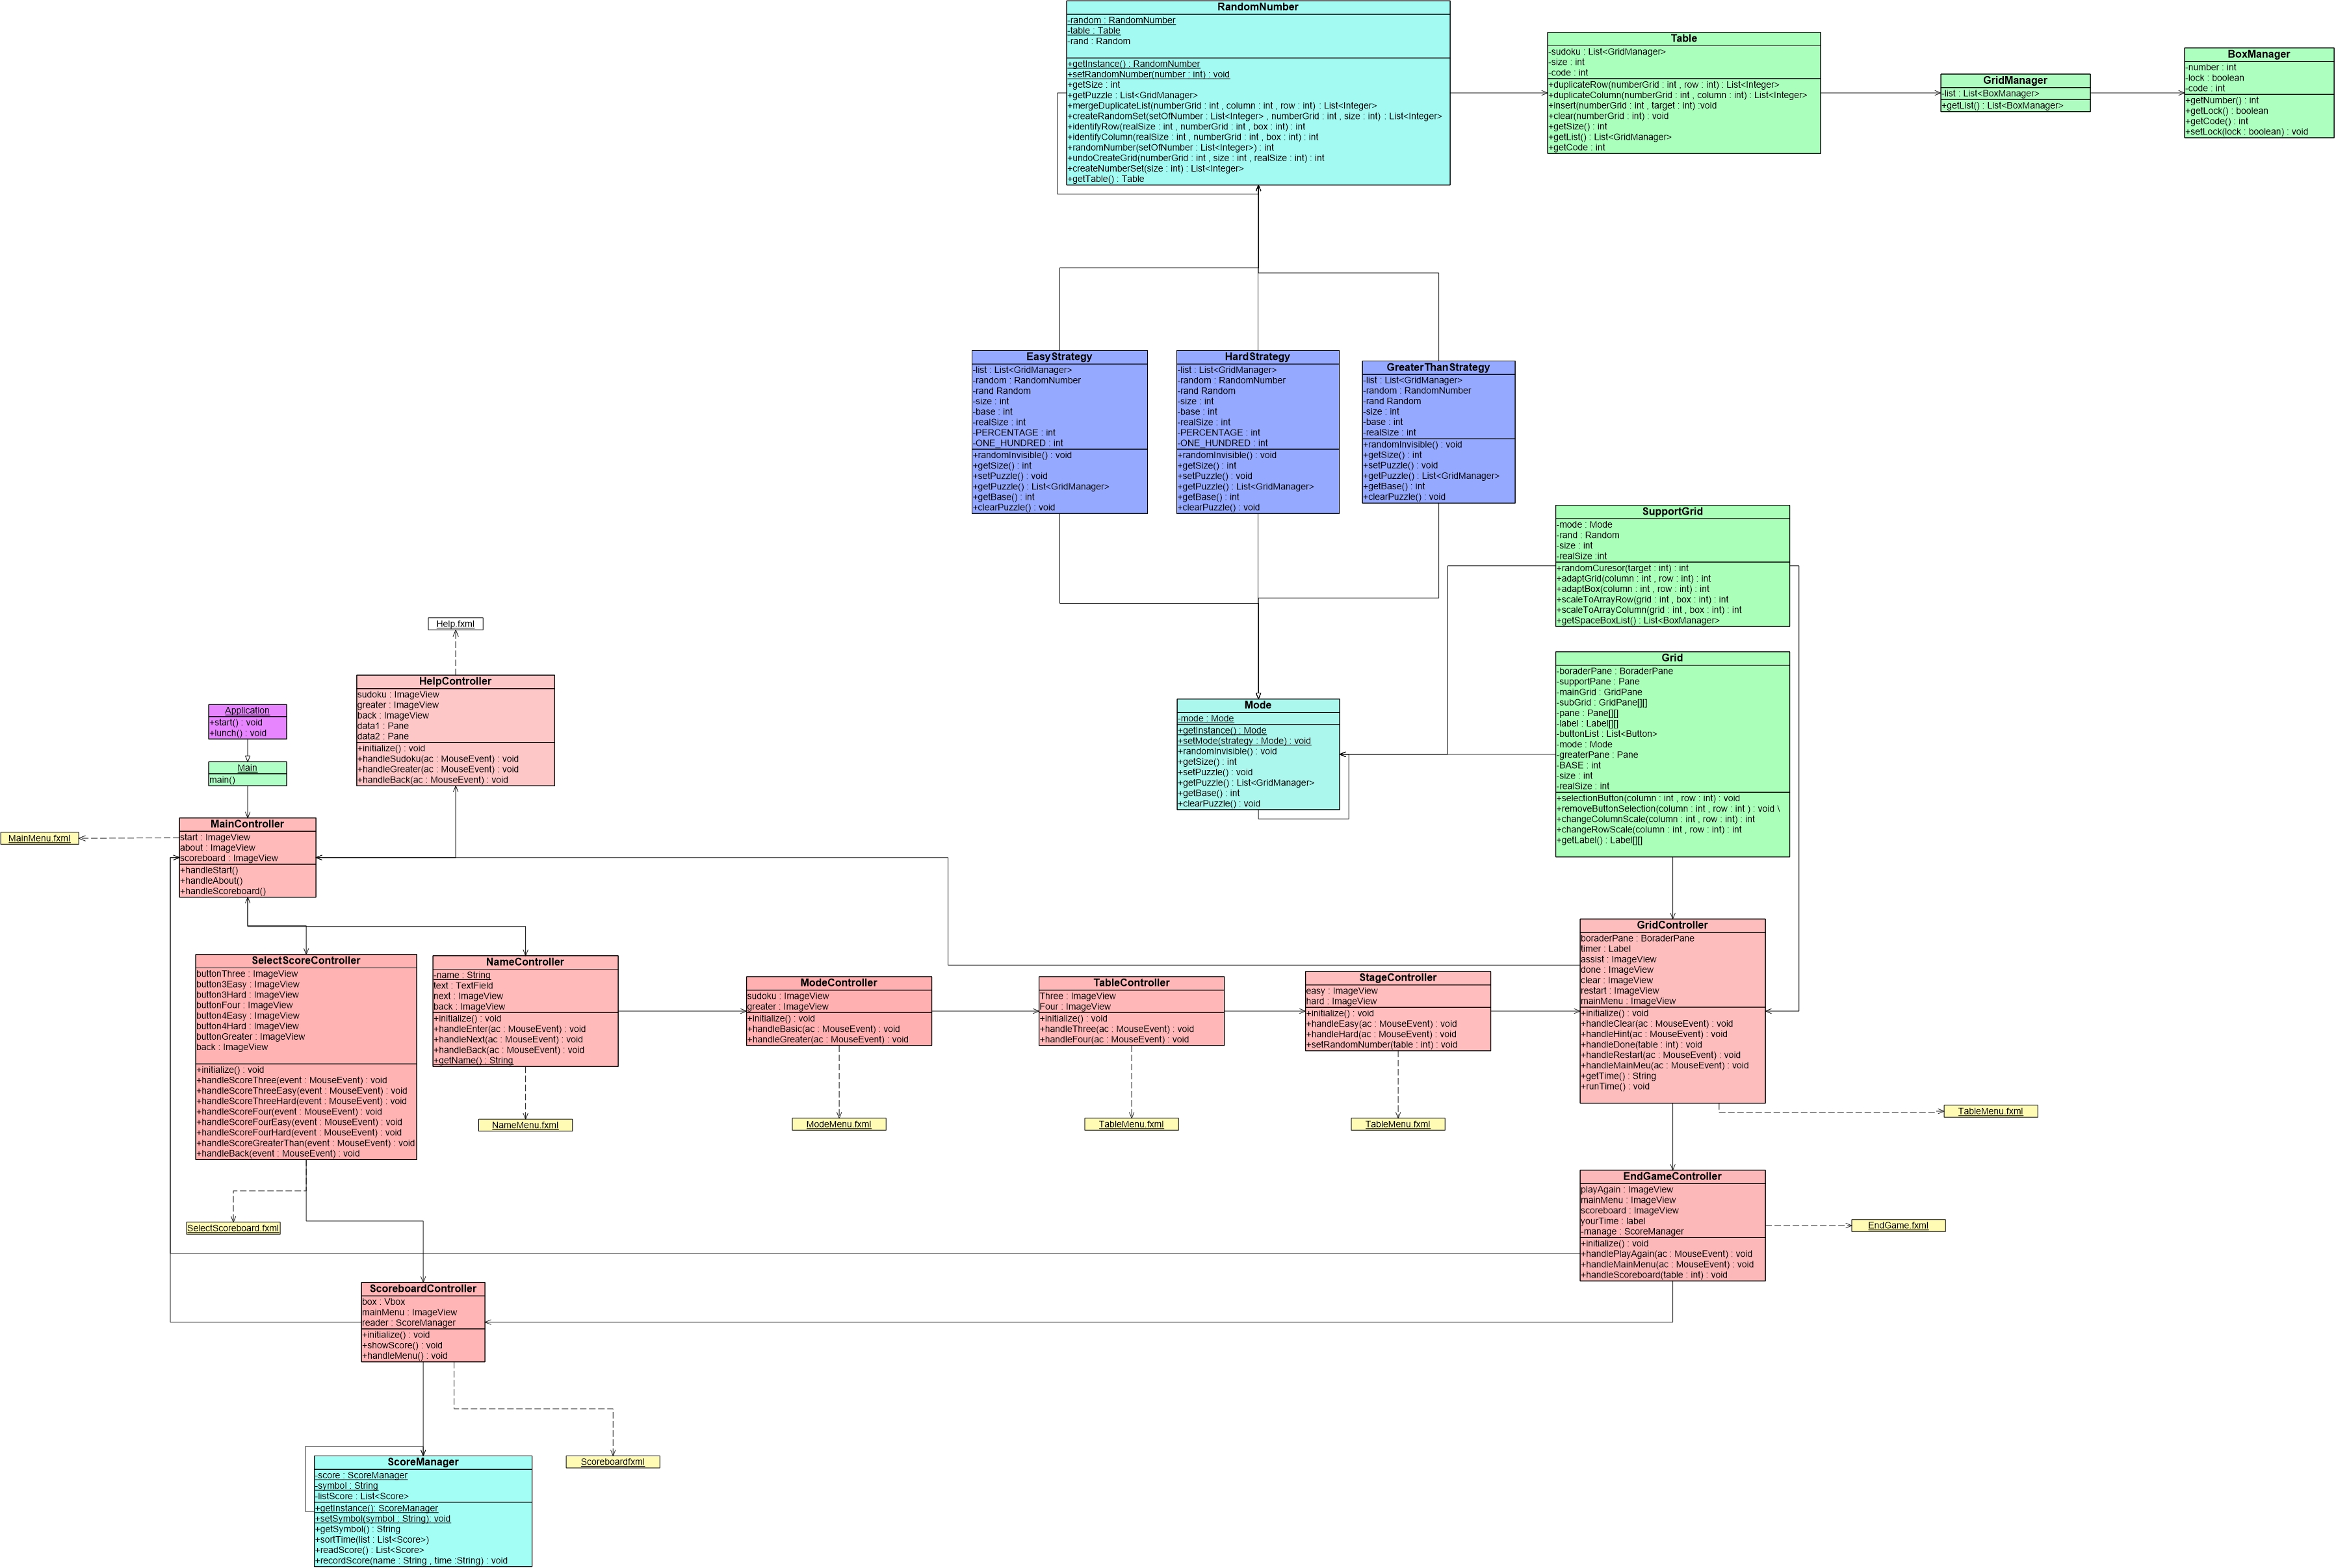 RandomNumber
-random : RandomNumber
-table : Table
-rand : Random
+getInstance() : RandomNumber
+setRandomNumber(number : int) : void
+getSize : int
+getPuzzle : List<GridManager>
+mergeDuplicateList(numberGrid : int , column : int , row : int) : List<Integer>
+createRandomSet(setOfNumber : List<Integer> , numberGrid : int , size : int) : List<Integer>
+identifyRow(realSize : int , numberGrid : int , box : int) : int
+identifyColumn(realSize : int , numberGrid : int , box : int) : int
+randomNumber(setOfNumber : List<Integer>) : int
+undoCreateGrid(numberGrid : int , size : int , realSize : int) : int
+createNumberSet(size : int) : List<Integer>
+getTable() : Table
Table
-sudoku : List<GridManager>
-size : int
-code : int
+duplicateRow(numberGrid : int , row : int) : List<Integer>
+duplicateColumn(numberGrid : int , column : int) : List<Integer>
+insert(numberGrid : int , target : int) :void
+clear(numberGrid : int) : void
+getSize() : int
+getList() : List<GridManager>
+getCode : int
GridManager
-list : List<BoxManager>
+getList() : List<BoxManager>
BoxManager
-number : int
-lock : boolean
-code : int
+getNumber() : int
+getLock() : boolean
+getCode() : int
+setLock(lock : boolean) : void
EasyStrategy
-list : List<GridManager>
-random : RandomNumber
-rand Random
-size : int
-base : int
-realSize : int
-PERCENTAGE : int
-ONE_HUNDRED : int
+randomInvisible() : void
+getSize() : int
+setPuzzle() : void
+getPuzzle() : List<GridManager>
+getBase() : int
+clearPuzzle() : void
HardStrategy
-list : List<GridManager>
-random : RandomNumber
-rand Random
-size : int
-base : int
-realSize : int
-PERCENTAGE : int
-ONE_HUNDRED : int
+randomInvisible() : void
+getSize() : int
+setPuzzle() : void
+getPuzzle() : List<GridManager>
+getBase() : int
+clearPuzzle() : void
GreaterThanStrategy
-list : List<GridManager>
-random : RandomNumber
-rand Random
-size : int
-base : int
-realSize : int
+randomInvisible() : void
+getSize() : int
+setPuzzle() : void
+getPuzzle() : List<GridManager>
+getBase() : int
+clearPuzzle() : void
SupportGrid
-mode : Mode
-rand : Random
-size : int
-realSize :int
+randomCuresor(target : int) : int
+adaptGrid(column : int , row : int) : int
+adaptBox(column : int , row : int) : int
+scaleToArrayRow(grid : int , box : int) : int
+scaleToArrayColumn(grid : int , box : int) : int
+getSpaceBoxList() : List<BoxManager>
Grid
-boraderPane : BoraderPane
-supportPane : Pane
-mainGrid : GridPane
-subGrid : GridPane[][]
-pane : Pane[][]
-label : Label[][]
-buttonList : List<Button>
-mode : Mode
-greaterPane : Pane
-BASE : int
-size : int
-realSize : int
+selectionButton(column : int , row : int) : void
+removeButtonSelection(column : int , row : int ) : void \
+changeColumnScale(column : int , row : int) : int
+changeRowScale(column : int , row : int) : int
+getLabel() : Label[][]
Mode
-mode : Mode
+getInstance() : Mode
+setMode(strategy : Mode) : void
+randomInvisible() : void
+getSize() : int
+setPuzzle() : void
+getPuzzle() : List<GridManager>
+getBase() : int
+clearPuzzle() : void
Help.fxml
HelpController
sudoku : ImageView
greater : ImageView
back : ImageView
data1 : Pane
data2 : Pane
+initialize() : void
+handleSudoku(ac : MouseEvent) : void
+handleGreater(ac : MouseEvent) : void
+handleBack(ac : MouseEvent) : void
Application
+start() : void
+lunch() : void
Main
main()
MainMenu.fxml
MainController
start : ImageView
about : ImageView
scoreboard : ImageView
+handleStart()
+handleAbout()
+handleScoreboard()
SelectScoreController
buttonThree : ImageView
button3Easy : ImageView
button3Hard : ImageView
buttonFour : ImageView
button4Easy : ImageView
button4Hard : ImageView
buttonGreater : ImageView
back : ImageView
+initialize() : void
+handleScoreThree(event : MouseEvent) : void
+handleScoreThreeEasy(event : MouseEvent) : void
+handleScoreThreeHard(event : MouseEvent) : void
+handleScoreFour(event : MouseEvent) : void
+handleScoreFourEasy(event : MouseEvent) : void
+handleScoreFourHard(event : MouseEvent) : void
+handleScoreGreaterThan(event : MouseEvent) : void
+handleBack(event : MouseEvent) : void
NameController
-name : String
text : TextField
next : ImageView
back : ImageView
+initialize() : void
+handleEnter(ac : MouseEvent) : void
+handleNext(ac : MouseEvent) : void
+handleBack(ac : MouseEvent) : void
+getName() : String
ModeController
sudoku : ImageView
greater : ImageView
+initialize() : void
+handleBasic(ac : MouseEvent) : void
+handleGreater(ac : MouseEvent) : void
TableController
Three : ImageView
Four : ImageView
+initialize() : void
+handleThree(ac : MouseEvent) : void
+handleFour(ac : MouseEvent) : void
StageController
easy : ImageView
hard : ImageView
+initialize() : void
+handleEasy(ac : MouseEvent) : void
+handleHard(ac : MouseEvent) : void
+setRandomNumber(table : int) : void
GridController
boraderPane : BoraderPane
timer : Label
assist : ImageView
done : ImageView
clear : ImageView
restart : ImageView
mainMenu : ImageView
+initialize() : void
+handleClear(ac : MouseEvent) : void
+handleHint(ac : MouseEvent) : void
+handleDone(table : int) : void
+handleRestart(ac : MouseEvent) : void
+handleMainMeu(ac : MouseEvent) : void
+getTime() : String
+runTime() : void
NameMenu.fxml
ModeMenu.fxml
TableMenu.fxml
TableMenu.fxml
TableMenu.fxml
SelectScoreboard.fxml
EndGameController
playAgain : ImageView
mainMenu : ImageView
scoreboard : ImageView
yourTime : label
-manage : ScoreManager
+initialize() : void
+handlePlayAgain(ac : MouseEvent) : void
+handleMainMenu(ac : MouseEvent) : void
+handleScoreboard(table : int) : void
EndGame.fxml
ScoreboardController
box : Vbox
mainMenu : ImageView
reader : ScoreManager
+initialize() : void
+showScore() : void
+handleMenu() : void
Scoreboardfxml
ScoreManager
-score : ScoreManager
-symbol : String
-listScore : List<Score>
+getInstance(): ScoreManager
+setSymbol(symbol : String): void
+getSymbol() : String
+sortTime(list : List<Score>)
+readScore() : List<Score>
+recordScore(name : String , time :String) : void